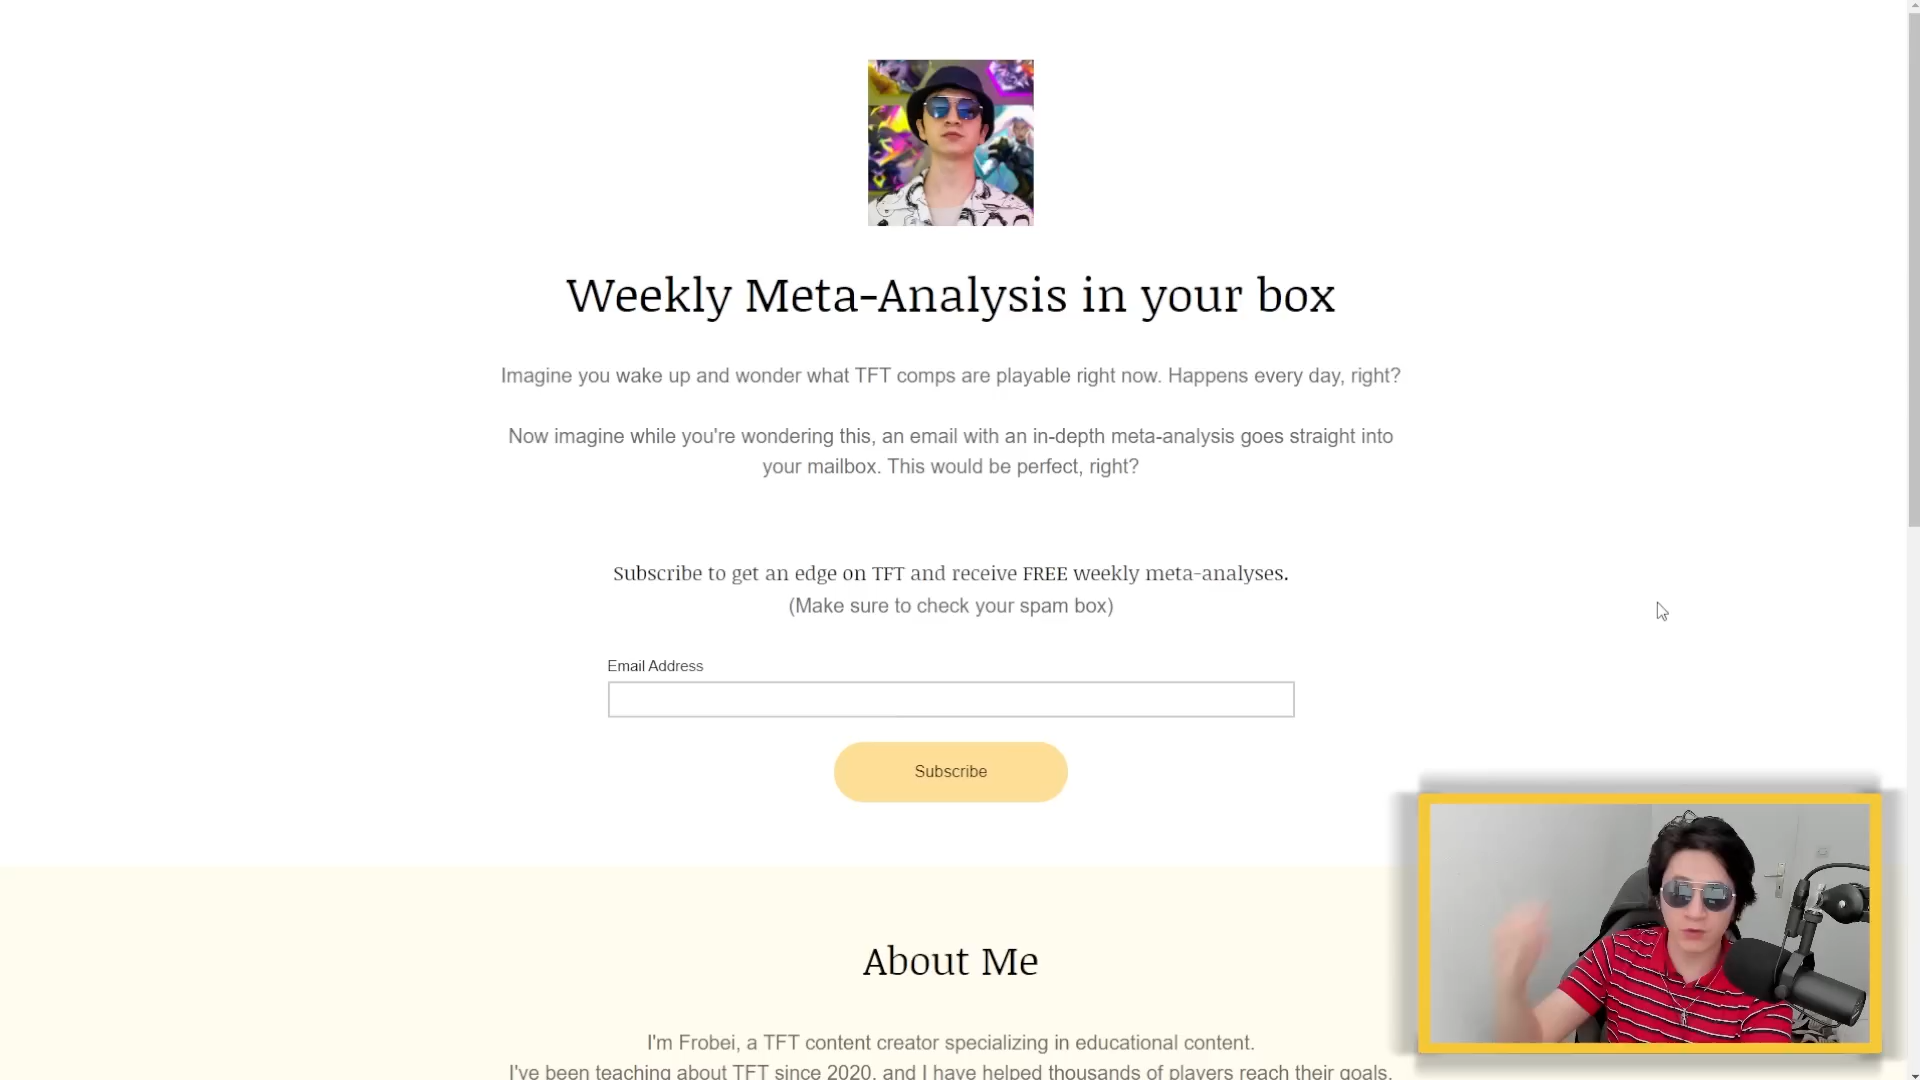 Weekly Meta-Analysis in your box
Imagine you wake up and wonder what TFT comps are playable right now. Happens every day, right?
Now imagine while you're wondering this, an email with an in-depth meta-analysis goes straight into
your mailbox. This would be perfect, right?
Subscribe to get an edge on TFT and receive FREE weekly meta-analyses.
(Make sure to check your spam box)
Email Address
Subscribe
About Me
I'm Frobei, a TFT content creator specializing in educational content.
I've been teaching about TFT since 2020, and I have helped thousands of players reach their goals.